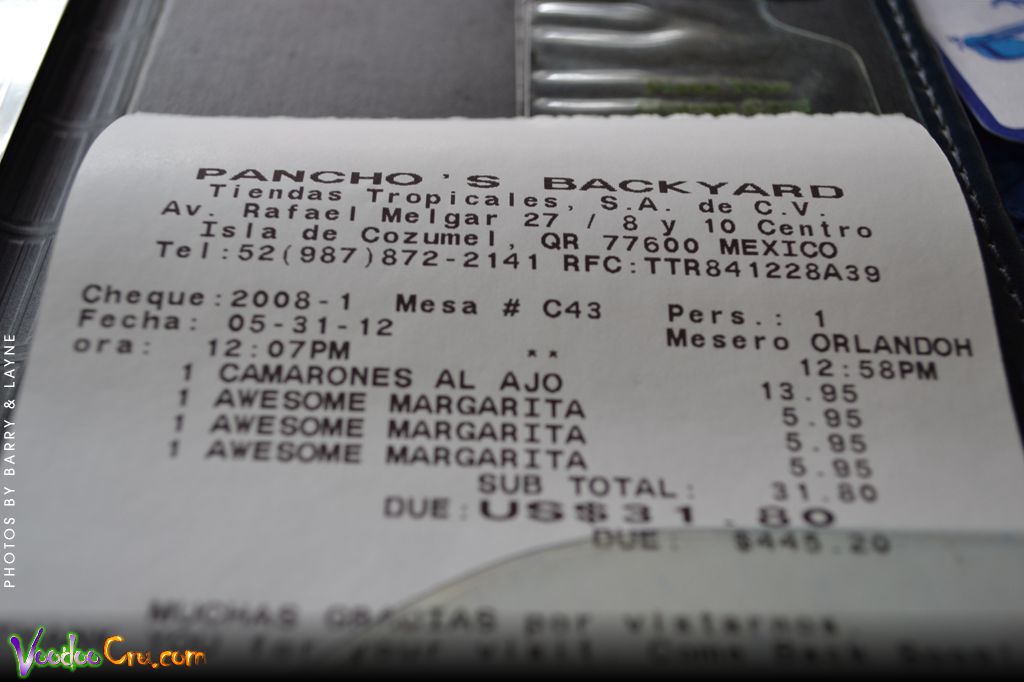 PANCHO'S BACKYARD
Tiendas Tropicales, S.A. de C.V.
Av. Rafael Melgar 27 / 8 y 10 Centro
Isla de Cozumel, QR 77600 MEXICO
Tel:52(987)872-2141 RFC:TTR841228A39
Cheque:2008-1 Mesa # C43 Pers.: 1
Fecha: 05-31-12 Mesero ORLANDOH
ora: 12:07PM ** 12:58PM
1 CAMARONES AL AJO 13.95
1 AWESOME MARGARITA 5.95
1 AWESOME MARGARITA 5.95
1 AWESOME MARGARITA 5.95
SUB TOTAL: 31.80
DUE: US$31.80
DUE: $445.20
MUCHAS GRACIAS por visitarnos
PHOTOS BY BARRY & LAYNE
VoodooCru.com